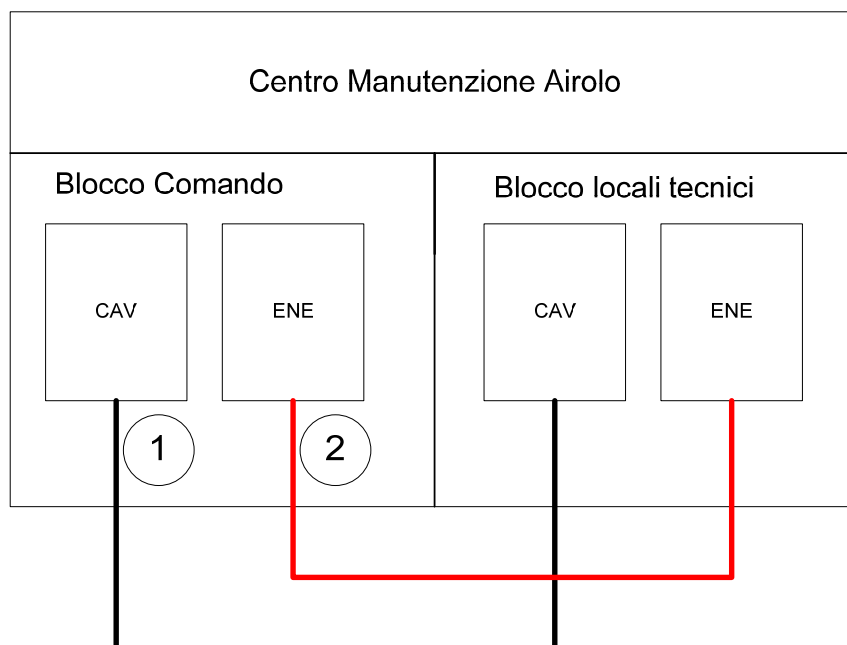 Centro Manutenzione Airolo
Blocco Comando
Blocco locali tecnici
CAV
ENE
CAV
ENE
1
2